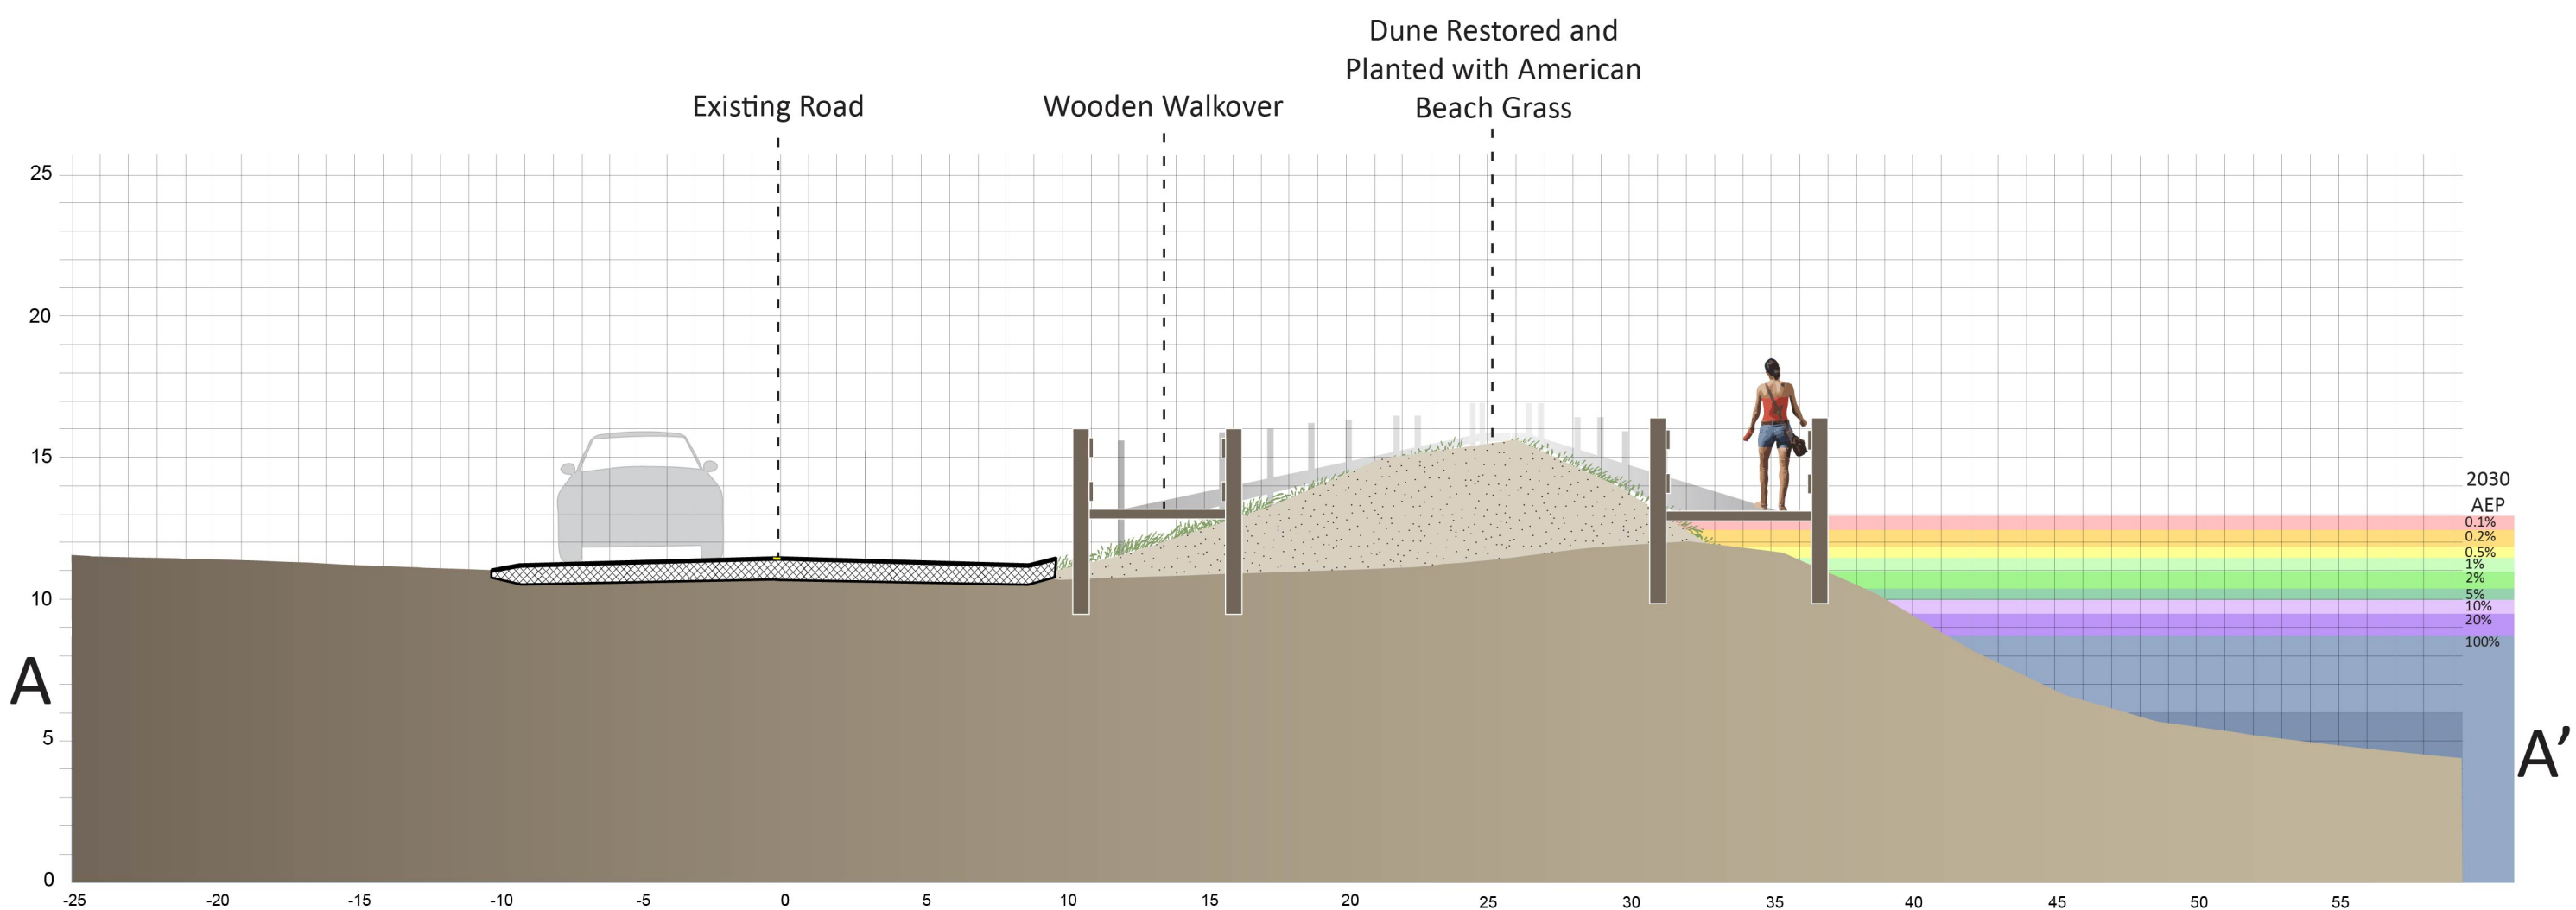 Dune Restored and
Planted with American
Beach Grass
Existing Road
Wooden Walkover
25
20
15
10
5
0
2030
AEP
0.1%
0.2%
0.5%
1%
2%
5%
10%
20%
100%
A
A’
-25 -20 -15 -10 -5 0 5 10 15 20 25 30 35 40 45 50 55